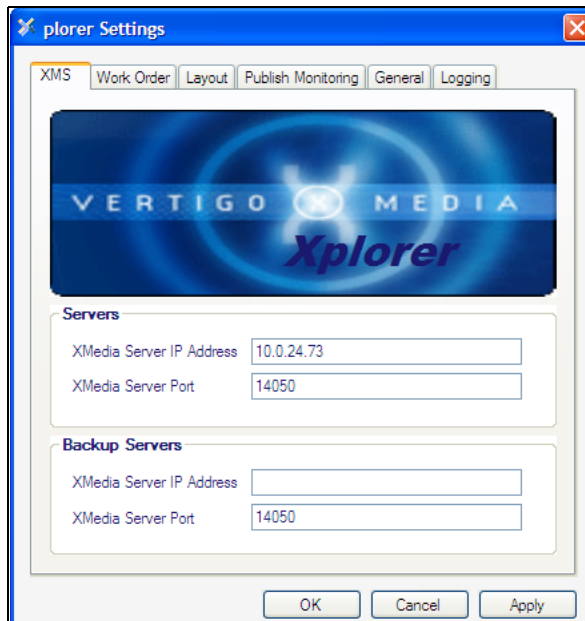 plorer Settings
XMS Work Order Layout Publish Monitoring General Logging
VERTIGO X MEDIA
Xplorer
Servers
XMedia Server IP Address 10.0.24.73
XMedia Server Port 14050
Backup Servers
XMedia Server IP Address
XMedia Server Port 14050
OK Cancel Apply